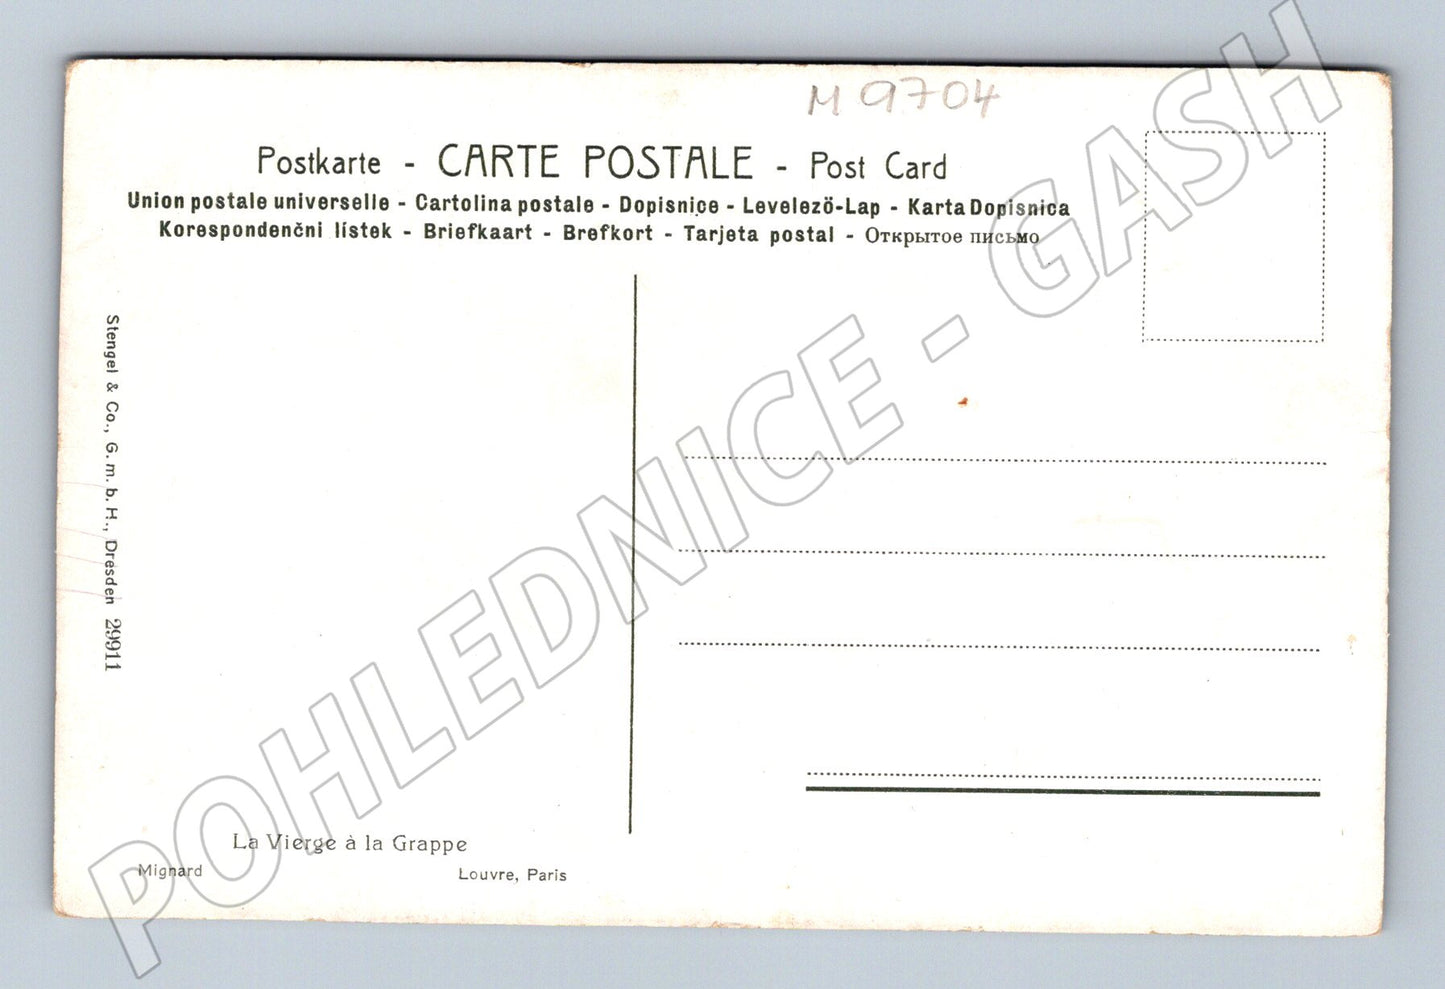 M 9704
Postkarte - CARTE POSTALE - Post Card
Union postale universelle - Cartolina postale - Dopisnice - Levelezö-Lap - Karta Dopisnica
Korespondenčni lístek - Briefkaart - Brefkort - Tarjeta postal - Открытое письмо
Stengel & Co., G. m. b. H., Dresden 29911
La Vierge à la Grappe
Mignard Louvre, Paris
POHLEDNICE - GASH